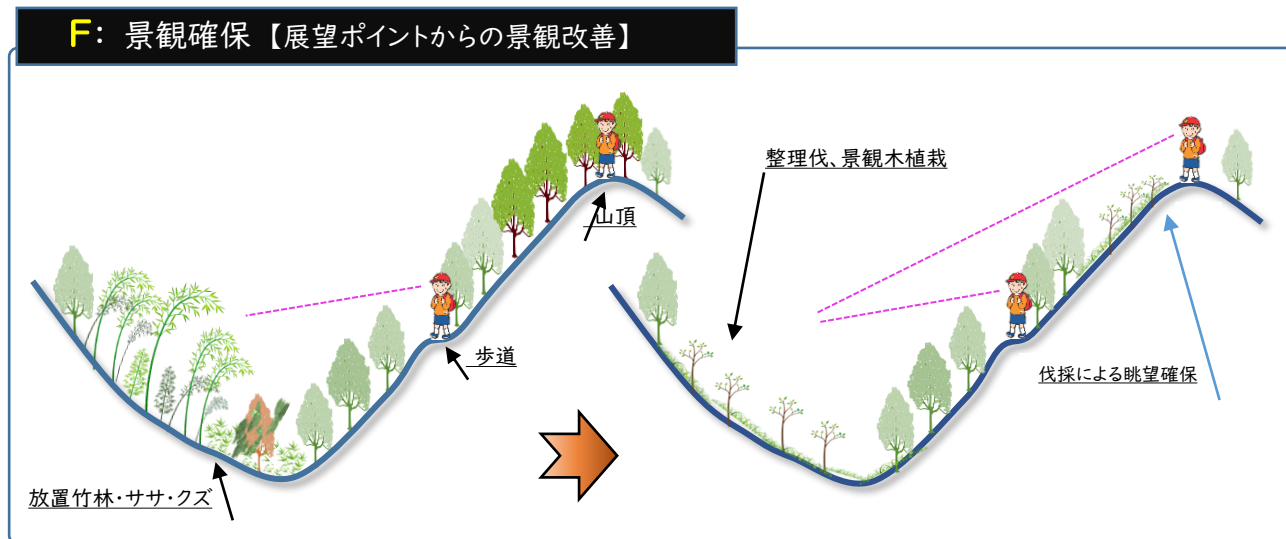 F: 景観確保【展望ポイントからの景観改善】
整理伐、景観木植栽
山頂
歩道
伐採による眺望確保
放置竹林・ササ・クズ